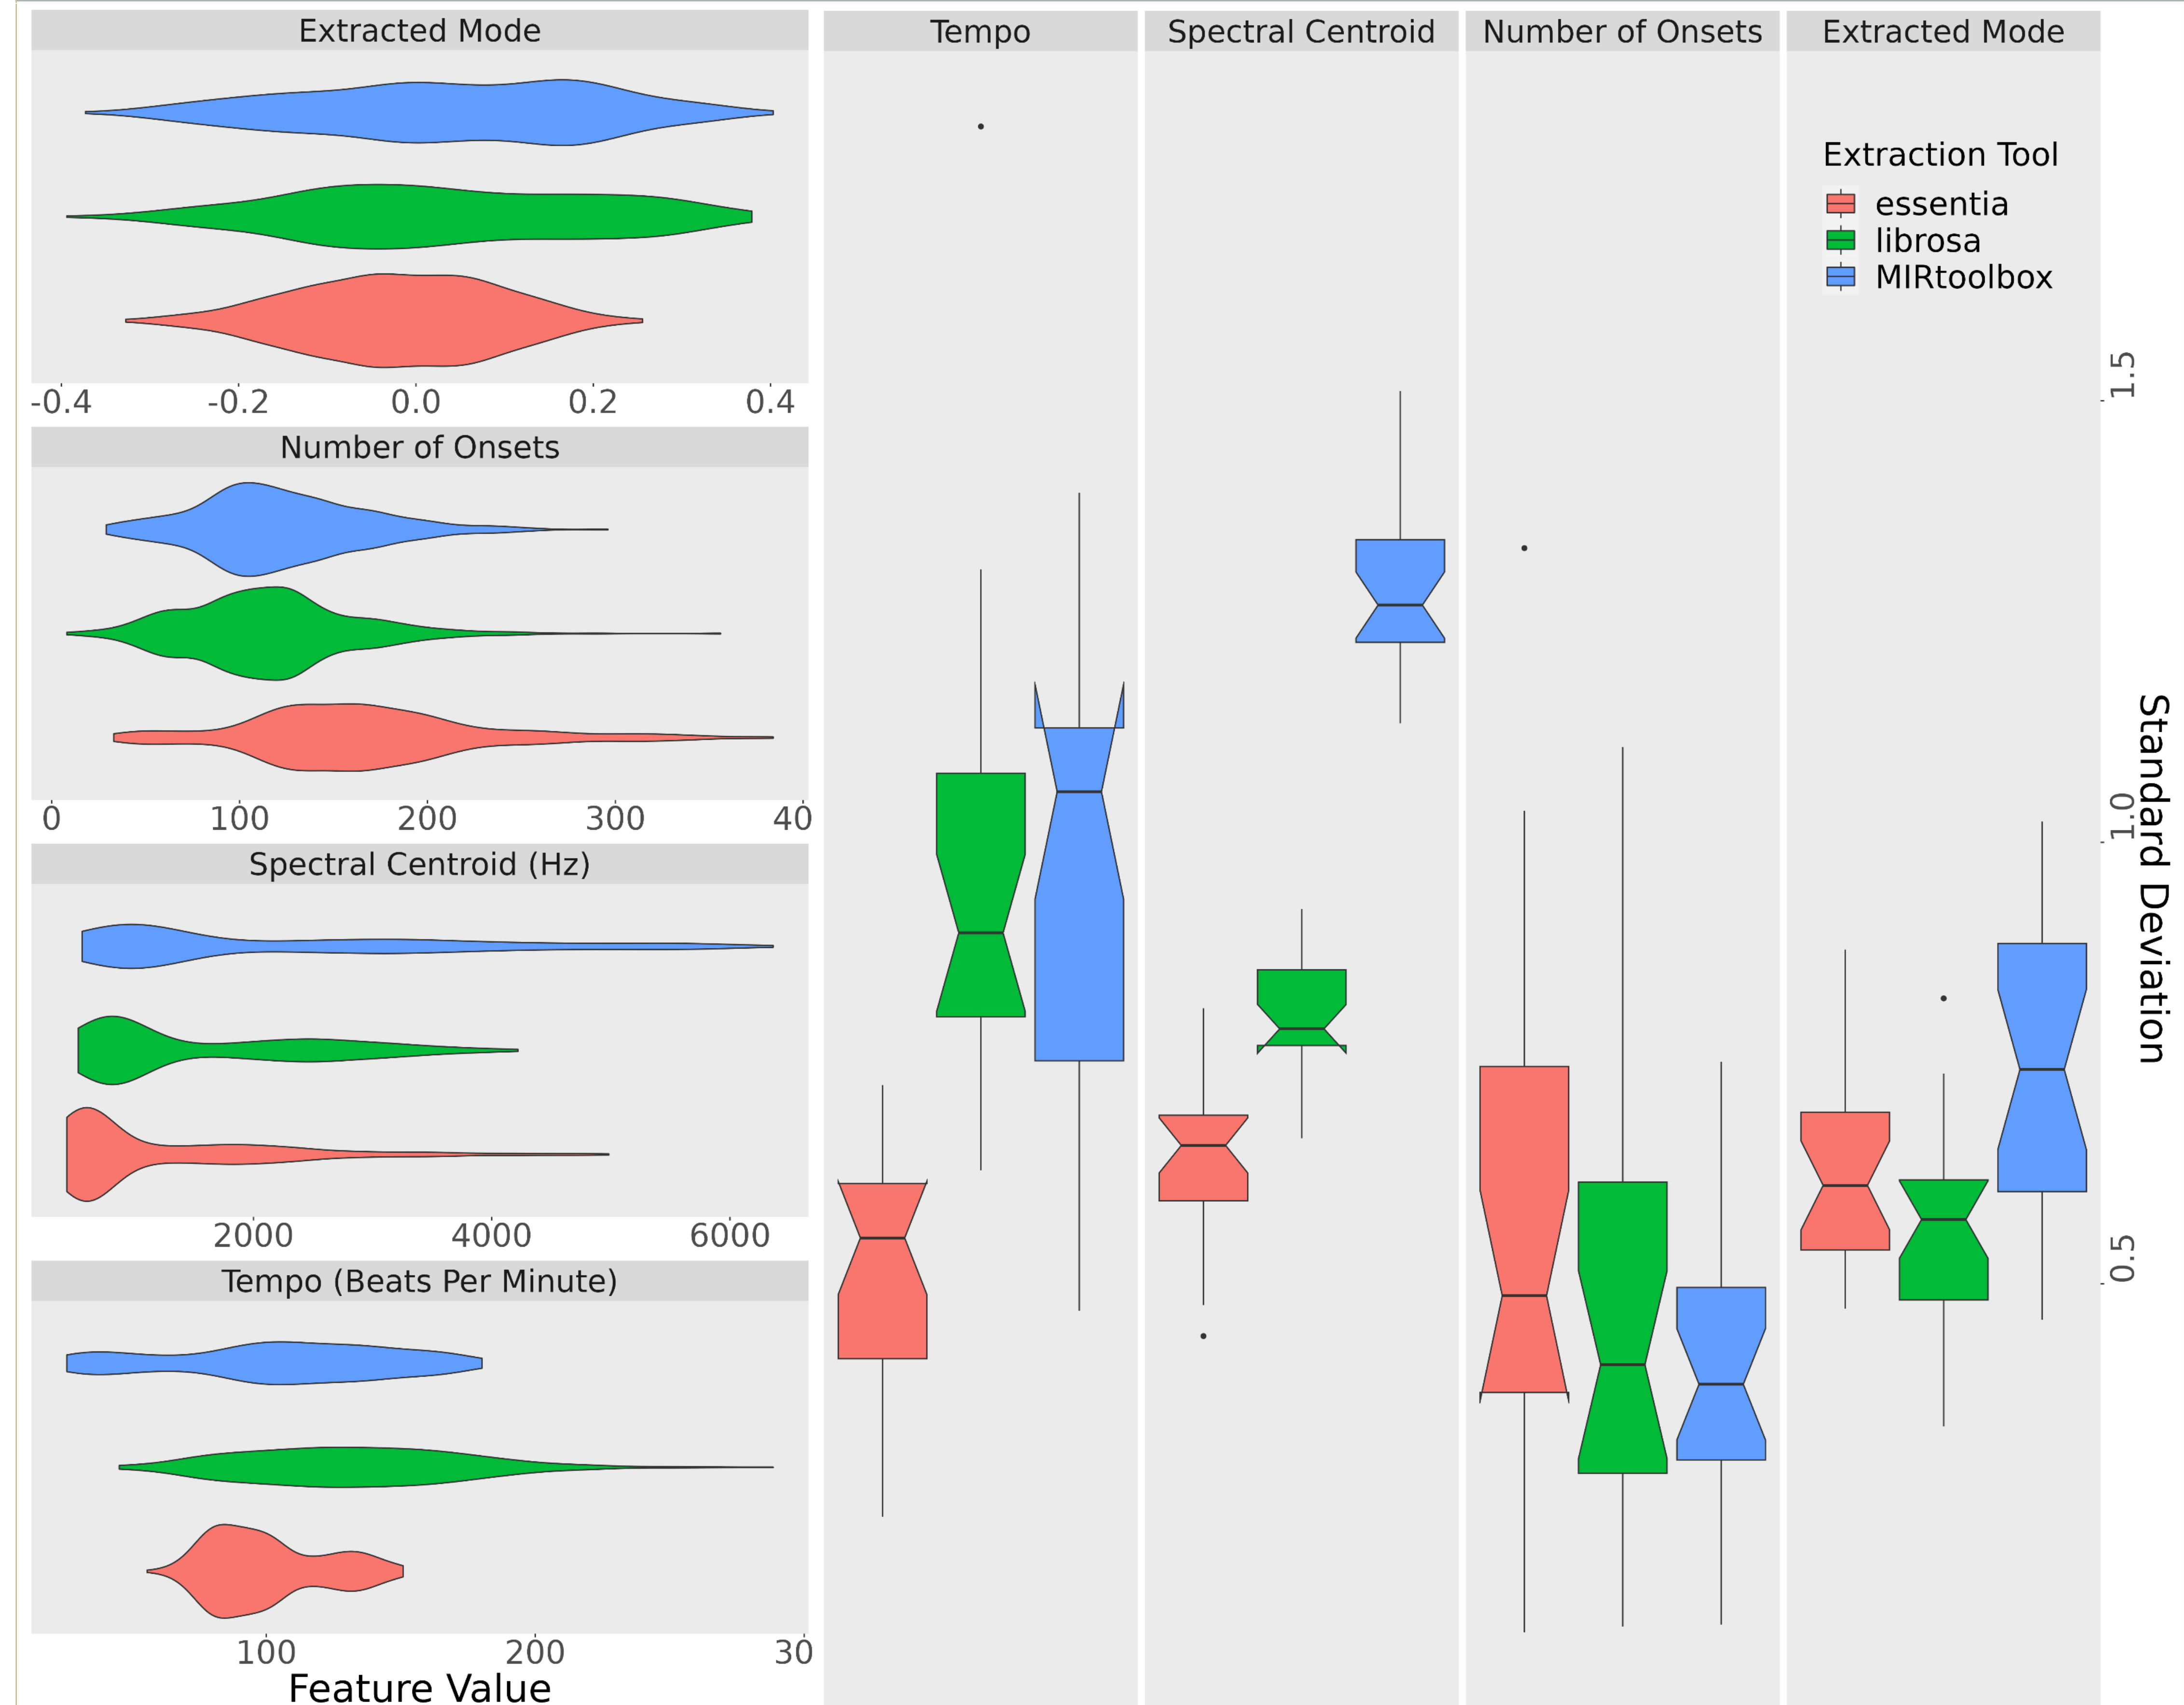 Extracted Mode
-0.4 -0.2 0.0 0.2 0.4
Number of Onsets
0 100 200 300 40
Spectral Centroid (Hz)
2000 4000 6000
Tempo (Beats Per Minute)
100 200 30
Feature Value
Tempo Spectral Centroid Number of Onsets Extracted Mode
Extraction Tool
essentia
librosa
MIRtoolbox
1.5
1.0
0.5
Standard Deviation